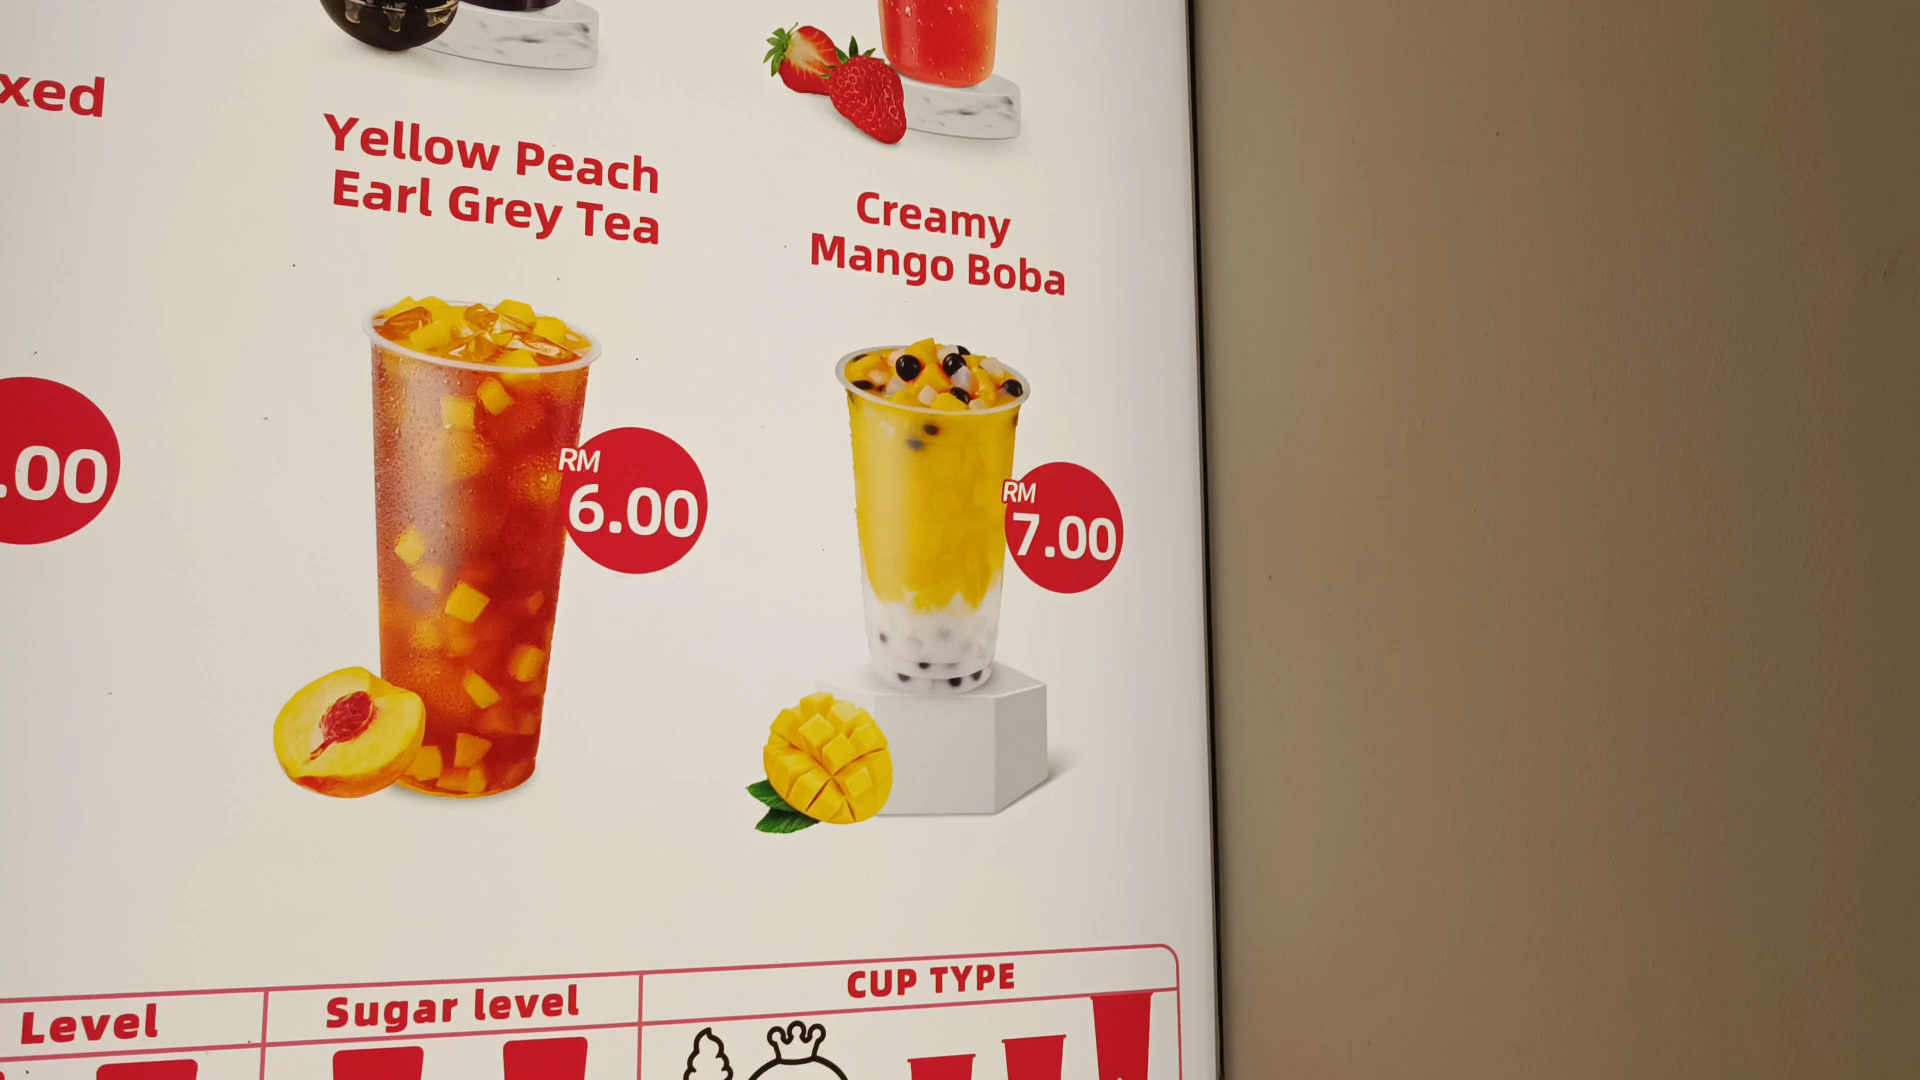 xed
Yellow Peach
Earl Grey Tea
Creamy
Mango Boba
.00
RM
6.00
RM
7.00
Level
Sugar level
CUP TYPE